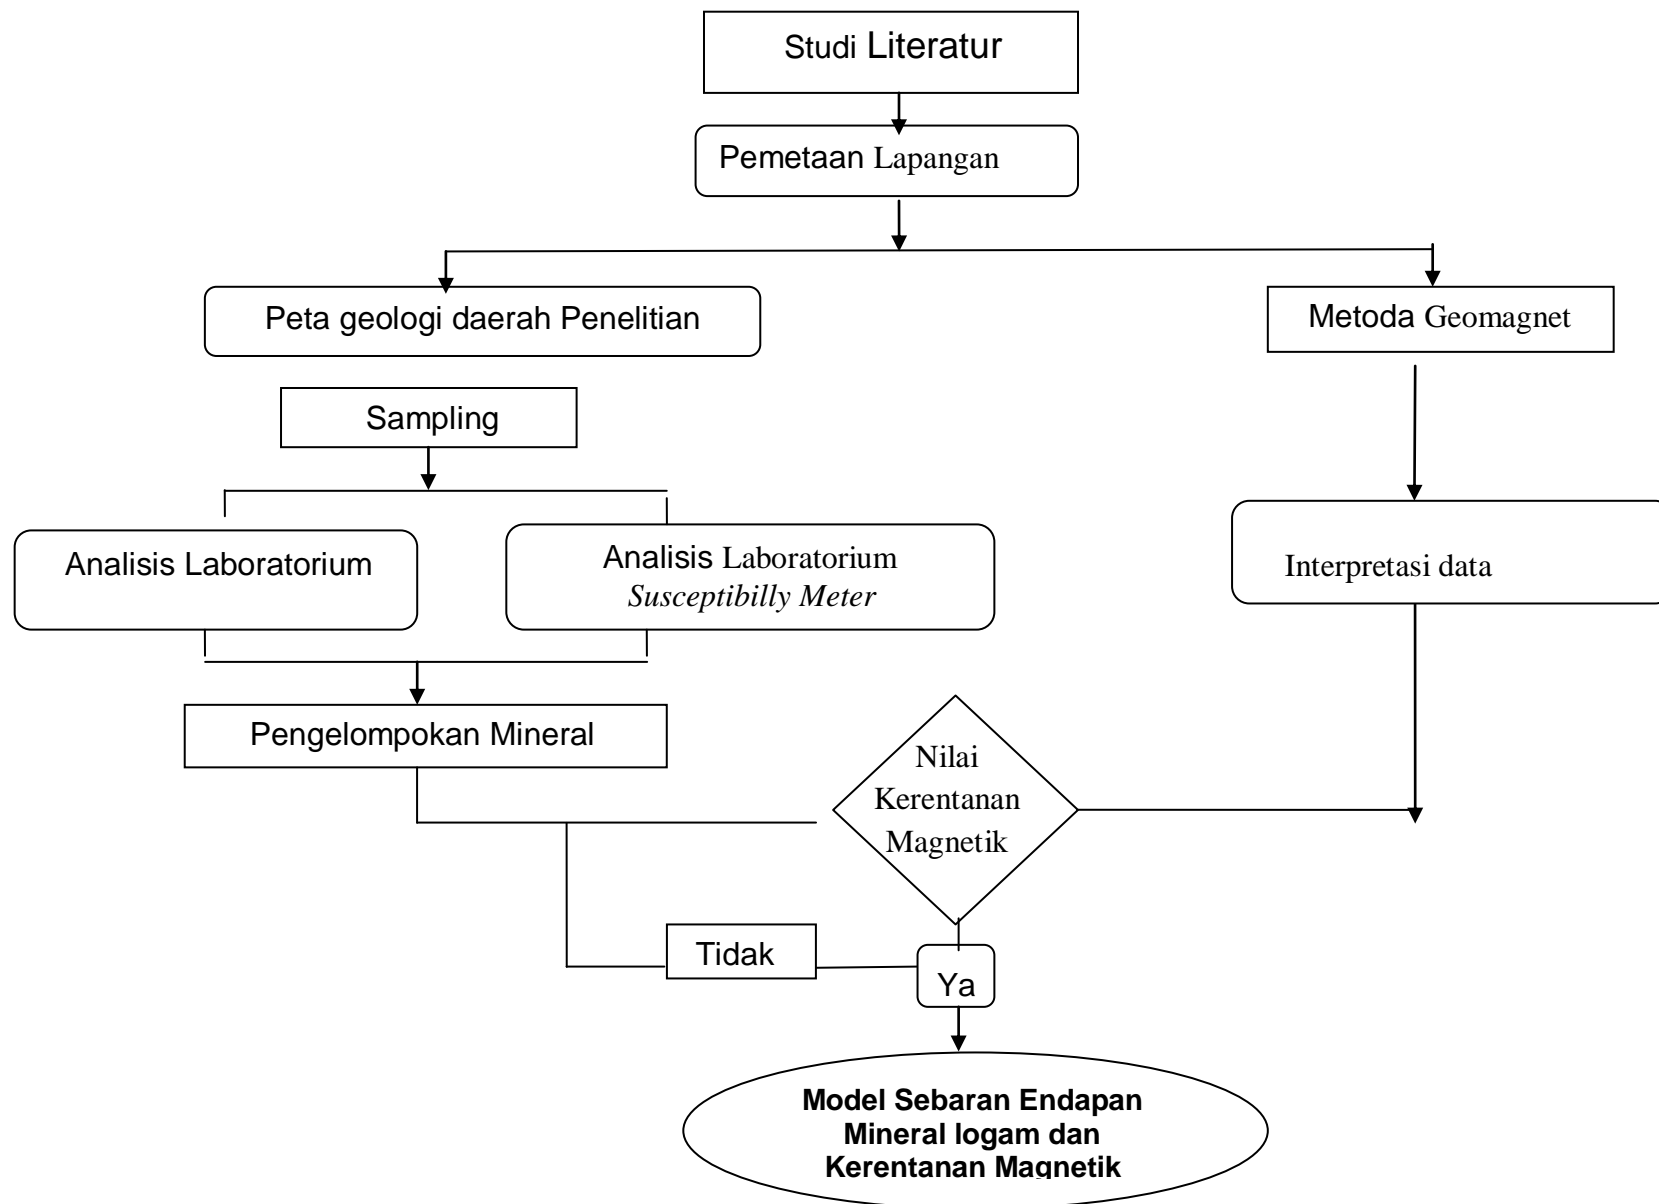 Studi Literatur
Pemetaan Lapangan
Peta geologi daerah Penelitian
Metoda Geomagnet
Sampling
Analisis Laboratorium
Analisis Laboratorium
Susceptibilly Meter
Interpretasi data
Pengelompokan Mineral
Nilai
Kerentanan
Magnetik
Tidak
Ya
Model Sebaran Endapan
Mineral logam dan
Kerentanan Magnetik